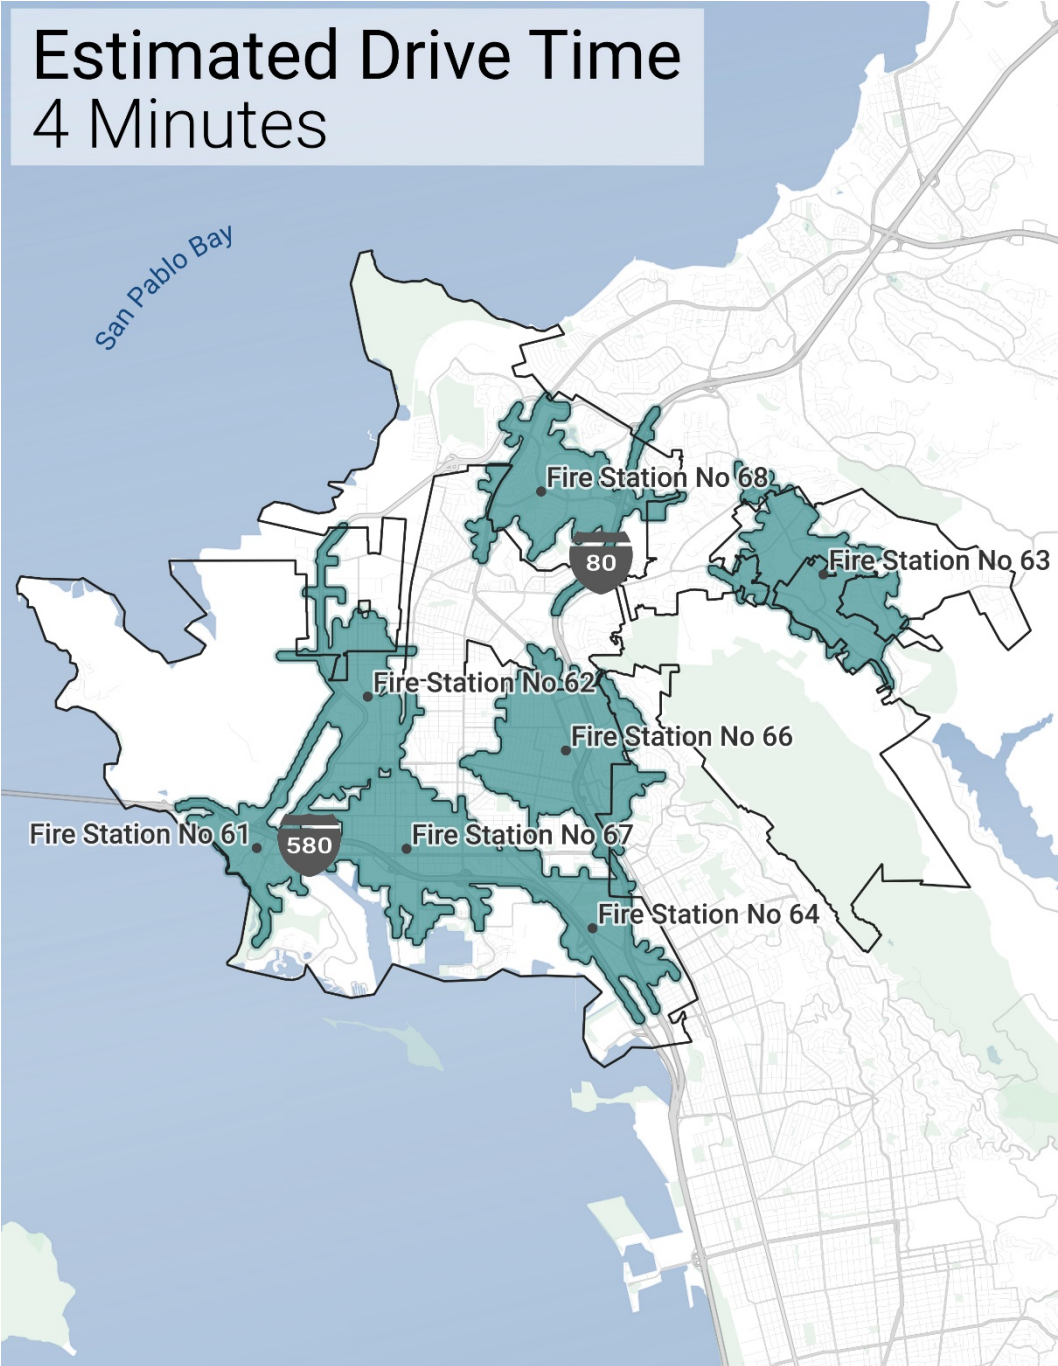 Estimated Drive Time
4 Minutes
San Pablo Bay
Fire Station No 68
80
Fire Station No 63
Fire Station No 62
Fire Station No 66
Fire Station No 61
580
Fire Station No 67
Fire Station No 64